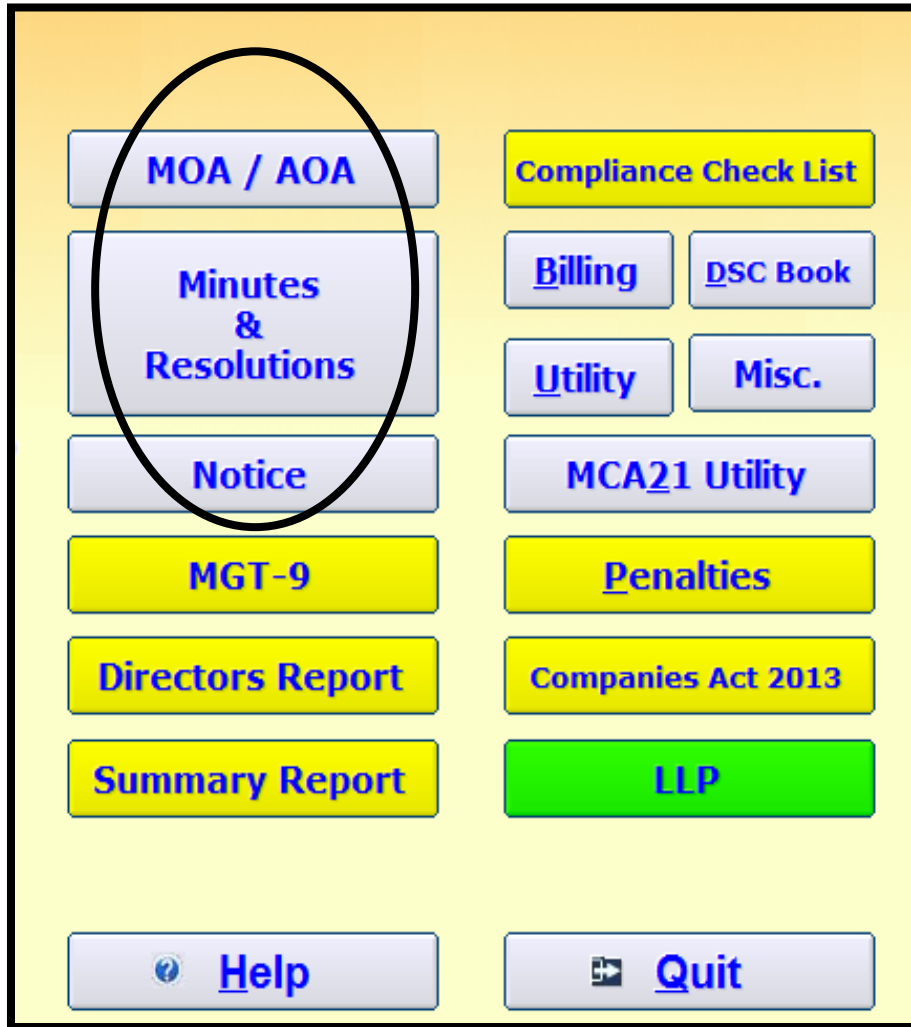 MOA / AOA
Compliance Check List
Minutes
&
Resolutions
Billing
DSC Book
Utility
Misc.
Notice
MCA21 Utility
MGT-9
Penalties
Directors Report
Companies Act 2013
Summary Report
LLP
Help
Quit